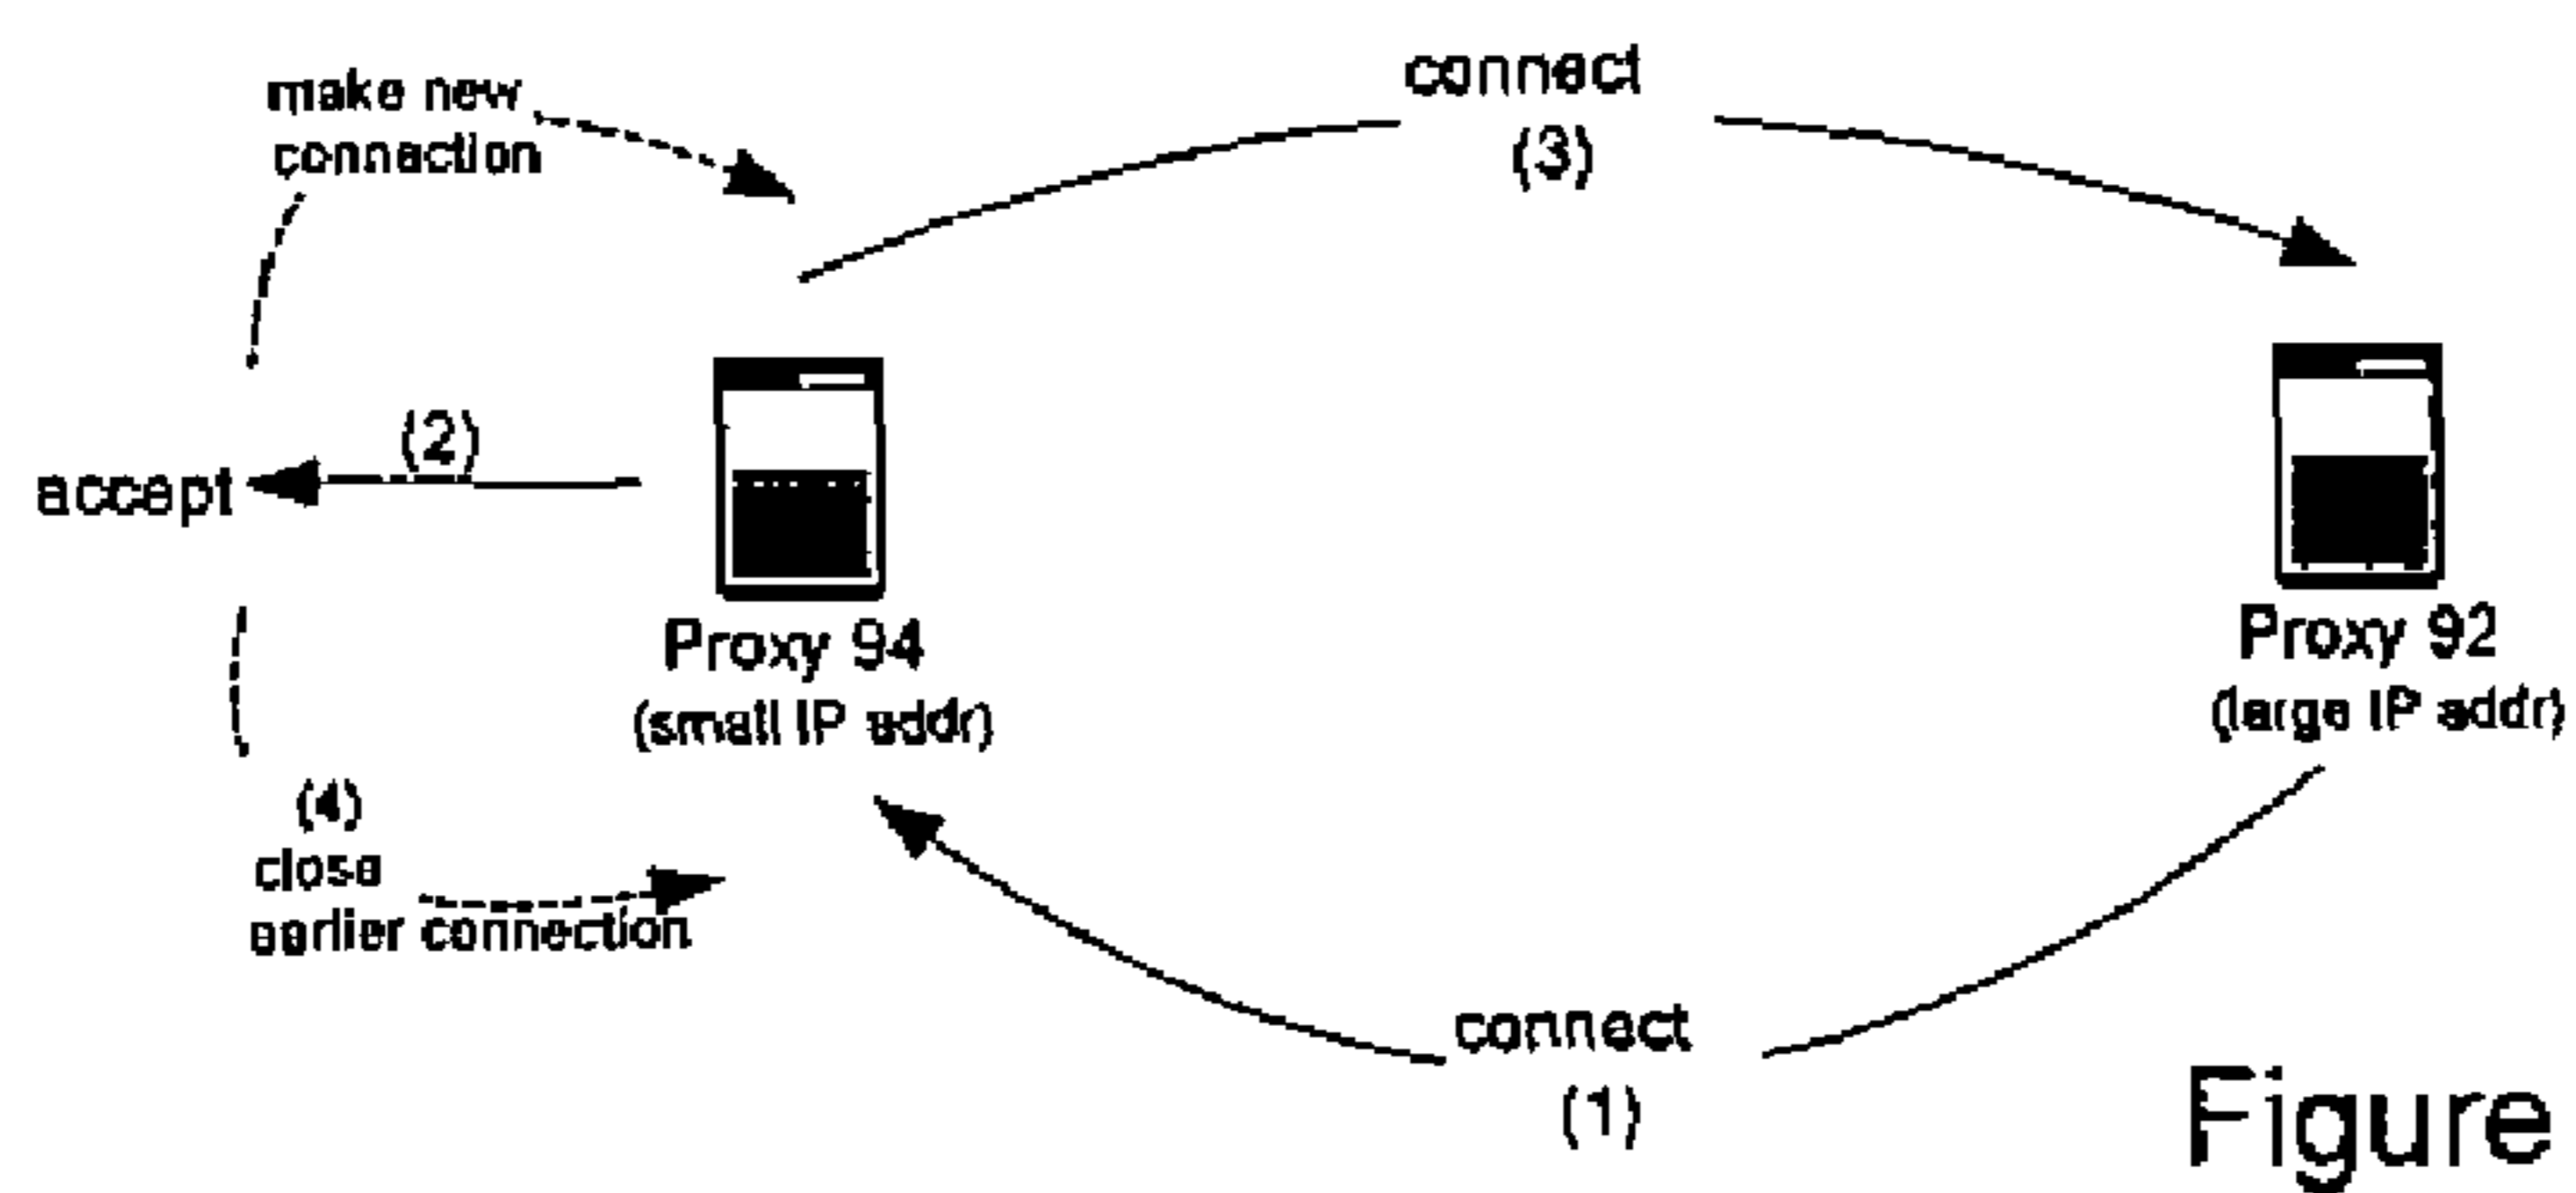 make new
connection
connect
(3)
(2)
accept
Proxy 94
(small IP addr)
Proxy 92
(large IP addr)
(4)
close
earlier connection
connect
(1)
Figure